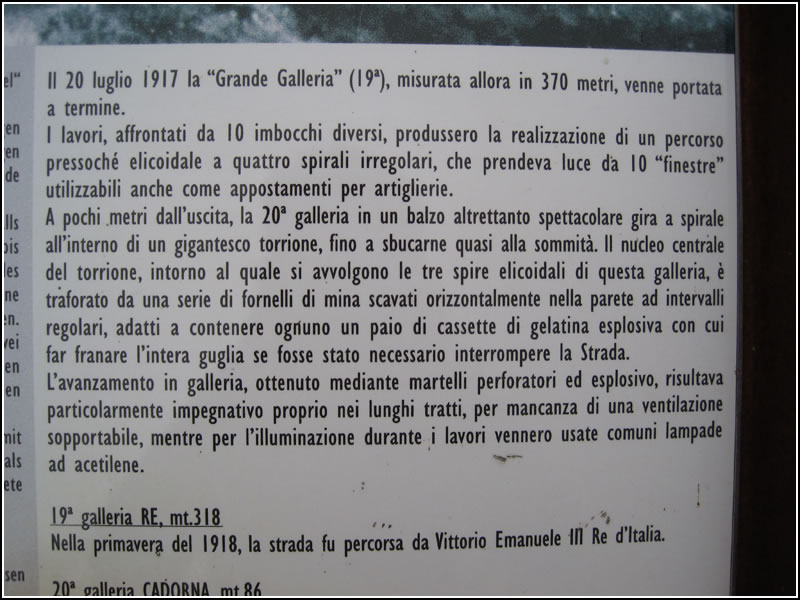 Il 20 luglio 1917 la “Grande Galleria” (19ª), misurata allora in 370 metri, venne portata
a termine.
I lavori, affrontati da 10 imbocchi diversi, produssero la realizzazione di un percorso
pressoché elicoidale a quattro spirali irregolari, che prendeva luce da 10 “finestre”
utilizzabili anche come appostamenti per artiglierie.
A pochi metri dall’uscita, la 20ª galleria in un balzo altrettanto spettacolare gira a spirale
all’interno di un gigantesco torrione, fino a sbucarne quasi alla sommità. Il nucleo centrale
del torrione, intorno al quale si avvolgono le tre spire elicoidali di questa galleria, è
traforato da una serie di fornelli di mina scavati orizzontalmente nella parete ad intervalli
regolari, adatti a contenere ognuno un paio di cassette di gelatina esplosiva con cui
far franare l’intera guglia se fosse stato necessario interrompere la Strada.
L’avanzamento in galleria, ottenuto mediante martelli perforatori ed esplosivo, risultava
particolarmente impegnativo proprio nei lunghi tratti, per mancanza di una ventilazione
sopportabile, mentre per l’illuminazione durante i lavori vennero usate comuni lampade
ad acetilene.
19ª galleria RE, mt.318
Nella primavera del 1918, la strada fu percorsa da Vittorio Emanuele III Re d’Italia.
20ª galleria CADORNA, mt.86